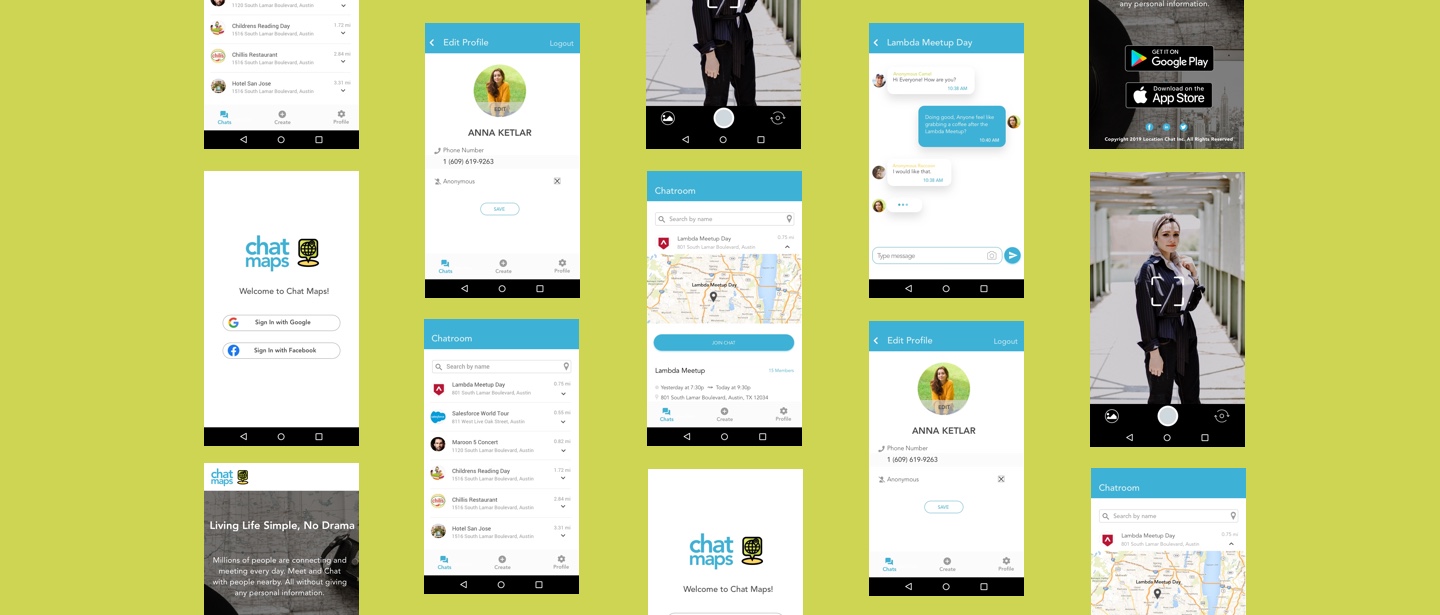 1120 South Lamar Boulevard, Austin
Childrens Reading Day
1.72 mi
1516 South Lamar Boulevard, Austin
Chillis Restaurant
2.84 mi
1516 South Lamar Boulevard, Austin
Hotel San Jose
3.31 mi
1516 South Lamar Boulevard, Austin
Chats
Create
Profile
chat
maps
Welcome to Chat Maps!
Sign In with Google
Sign In with Facebook
chat
maps
Living Life Simple, No Drama
Millions of people are connecting and
meeting every day. Meet and Chat
with people nearby. All without giving
any personal information.
Edit Profile
Logout
EDIT
ANNA KETLAR
Phone Number
1 (609) 619-9263
Anonymous
SAVE
Chats
Create
Profile
Chatroom
Search by name
Lambda Meetup Day
0.75 mi
801 South Lamar Boulevard, Austin
Salesforce World Tour
0.55 mi
811 West Live Oak Street, Austin
Maroon 5 Concert
0.82 mi
1120 South Lamar Boulevard, Austin
Childrens Reading Day
1.72 mi
1516 South Lamar Boulevard, Austin
Chillis Restaurant
2.84 mi
1516 South Lamar Boulevard, Austin
Hotel San Jose
3.31 mi
1516 South Lamar Boulevard, Austin
Chats
Create
Profile
Chatroom
Search by name
Lambda Meetup Day
0.75 mi
801 South Lamar Boulevard, Austin
Lambda Meetup Day
JOIN CHAT
Lambda Meetup
15 Members
Yesterday at 7:30p → Today at 9:30p
801 South Lamar Boulevard, Austin, TX 12034
Chats
Create
Profile
chat
maps
Welcome to Chat Maps!
Lambda Meetup Day
Anonymous Camel
Hi Everyone! How are you?
10:38 AM
Doing good, Anyone feel like
grabbing a coffee after the
Lambda Meetup?
10:40 AM
Anonymous
I would like that.
10:38 AM
Type message
Edit Profile
Logout
EDIT
ANNA KETLAR
Phone Number
1 (609) 619-9263
Anonymous
SAVE
Chats
Create
Profile
any personal information.
GET IT ON
Google Play
Download on the
App Store
Copyright 2019 Location Chat Inc. All Rights Reserved
Chatroom
Search by name
Lambda Meetup Day
0.75 mi
801 South Lamar Boulevard, Austin
Lambda Meetup Day